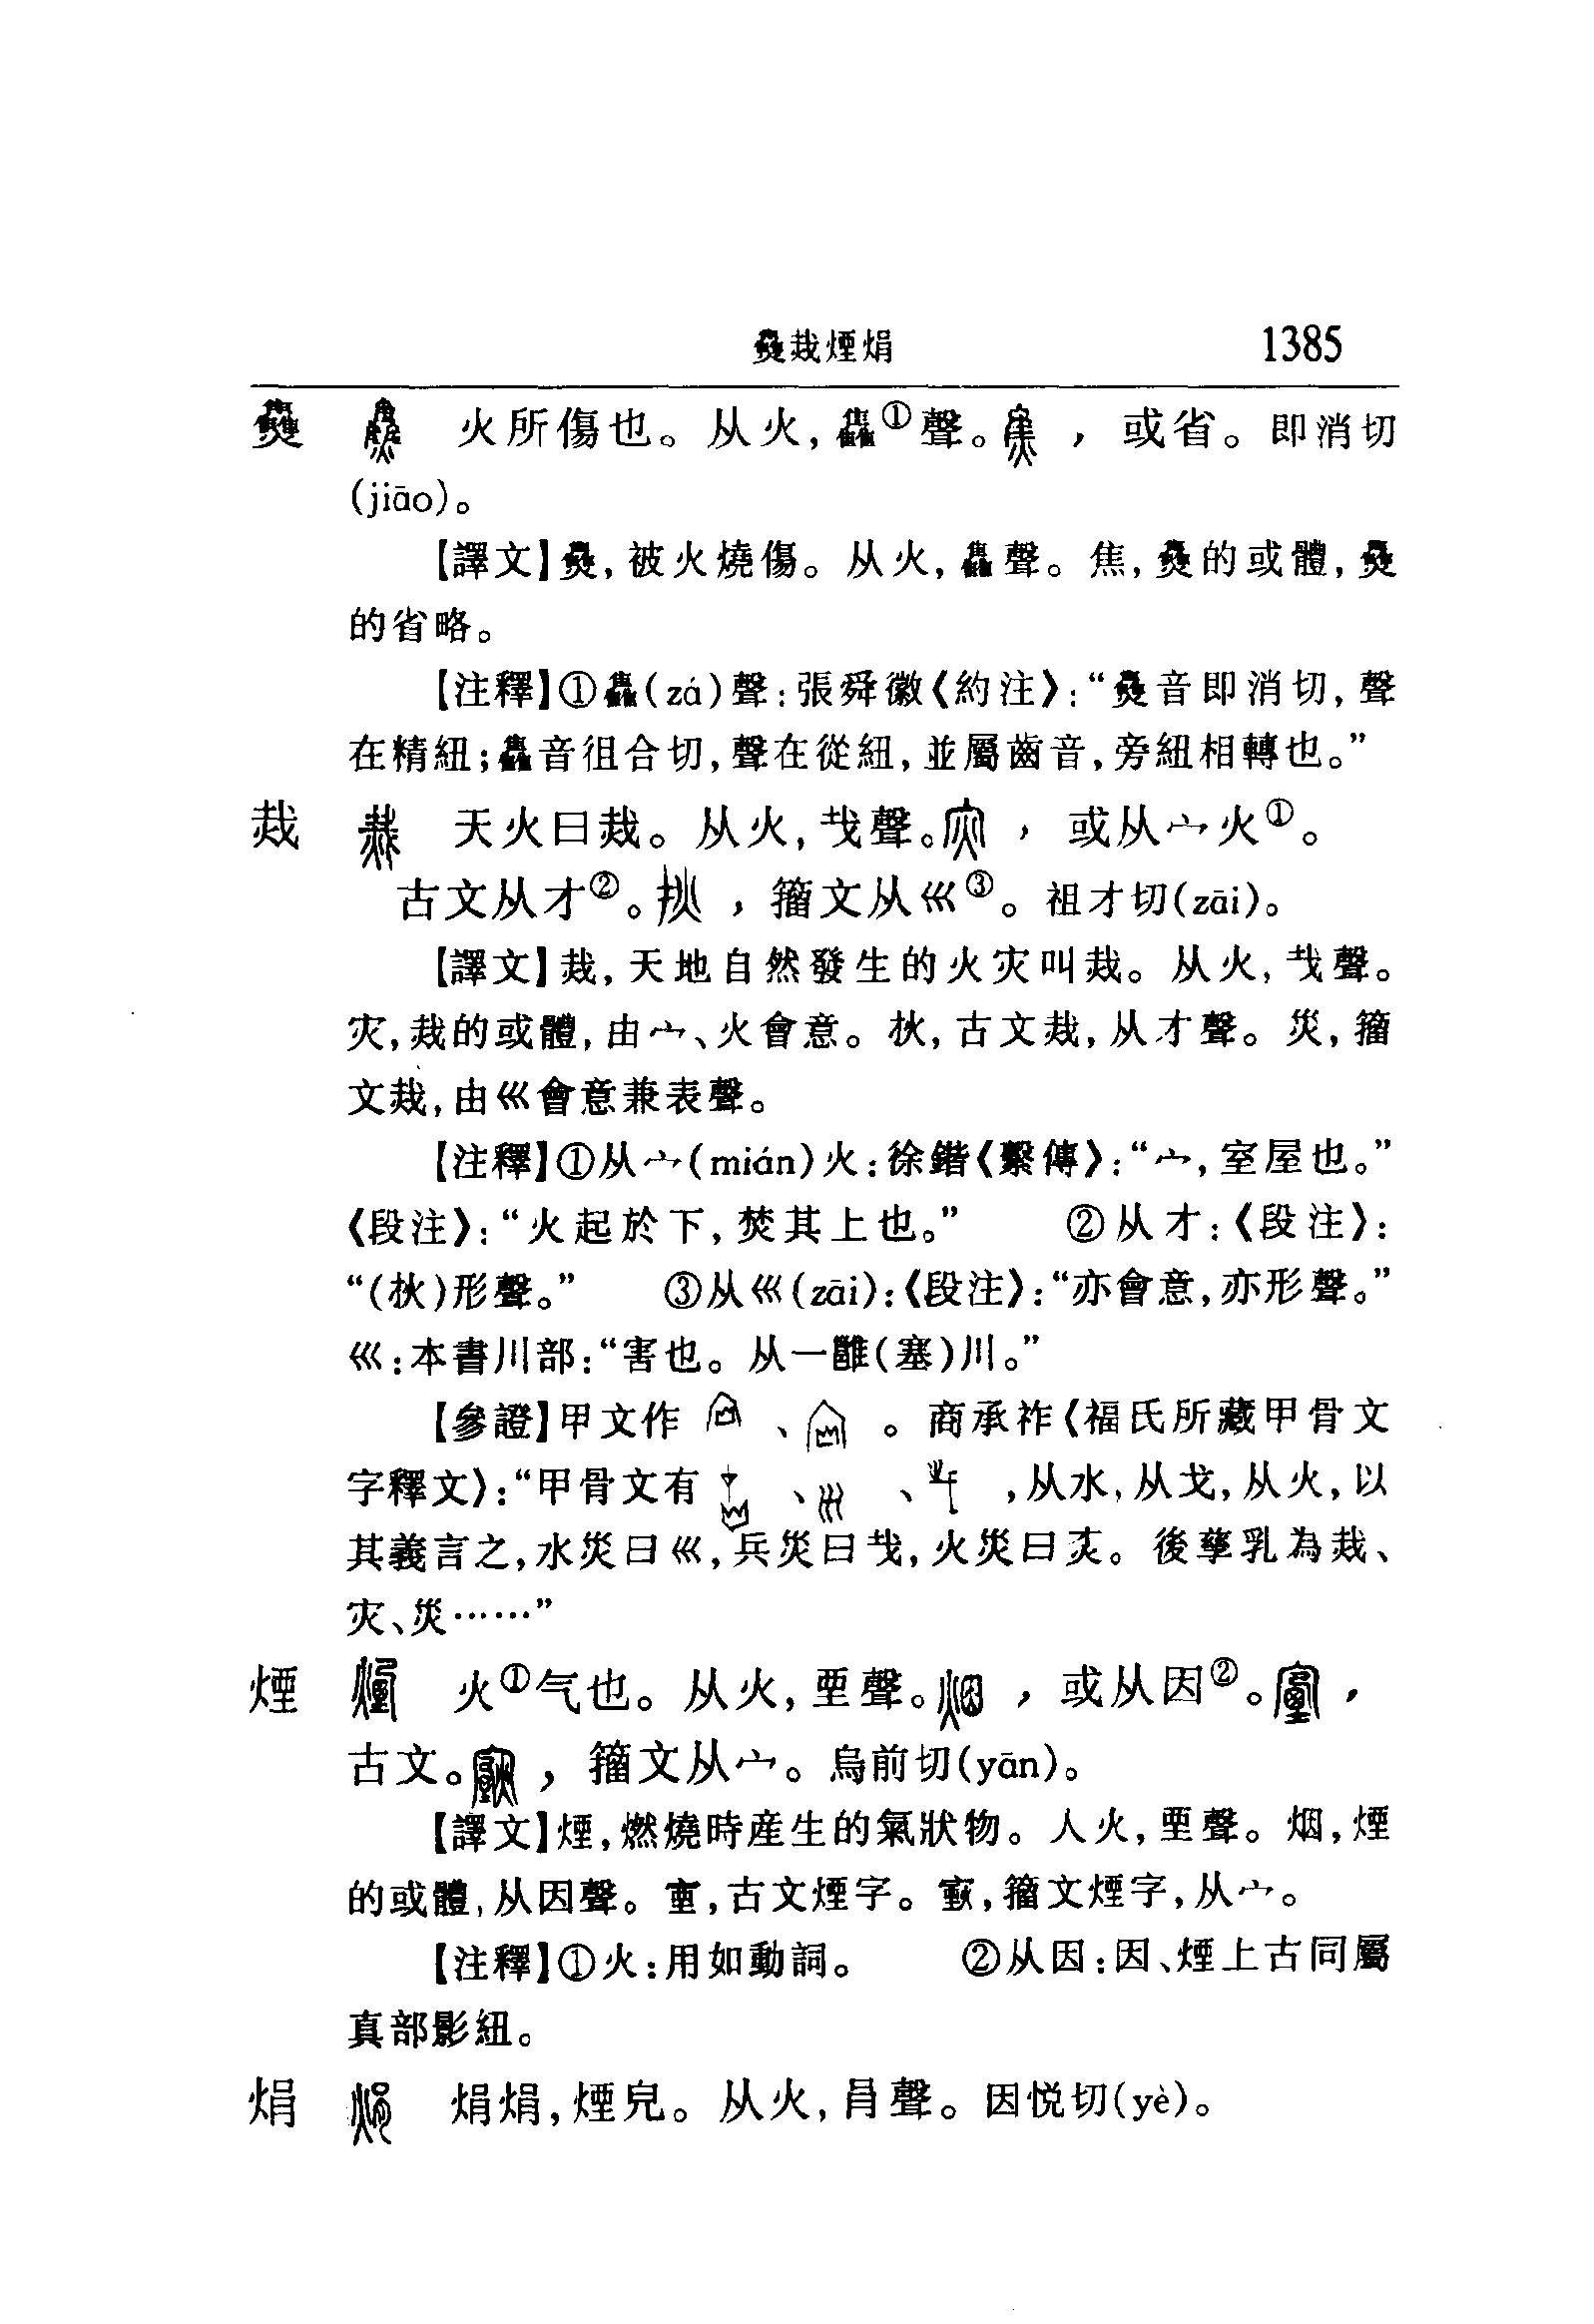 𤓪烖煙焆 1385
𤓪 火所傷也。从火,雥①聲。,或省。即消切
(jiāo)。
【譯文】𤓪,被火燒傷。从火,雥聲。焦,𤓪的或體,𤓪
的省略。
【注釋】①雥(zá)聲:張舜徽《約注》:“𤓪音即消切,聲
在精紐;雥音徂合切,聲在從紐,並屬齒音,旁紐相轉也。”
烖 天火曰烖。从火,𢦏聲。,或从宀火①。
古文从才②。,籀文从巛③。祖才切(zāi)。
【譯文】烖,天地自然發生的火灾叫烖。从火,𢦏聲。
灾,烖的或體,由宀、火會意。𤆎,古文烖,从才聲。災,籀
文烖,由巛會意兼表聲。
【注釋】①从宀(mián)火:徐鍇《繫傳》:“宀,室屋也。”
《段注》:“火起於下,焚其上也。” ②从才:《段注》:
“(𤆎)形聲。” ③从巛(zāi):《段注》:“亦會意,亦形聲。”
巛:本書川部:“害也。从一雝(塞)川。”
【參證】甲文作 、 。商承祚《福氏所藏甲骨文
字釋文》:“甲骨文有 、 、 ,从水,从戈,从火,以
其義言之,水災曰巛,兵災曰𢦏,火災曰𤆄。後孳乳為烖、
灾、災……”
煙 火①气也。从火,垔聲。,或从因②。,
古文。,籀文从宀。烏前切(yān)。
【譯文】煙,燃燒時産生的氣狀物。人火,垔聲。烟,煙
的或體,从因聲。,古文煙字。,籀文煙字,从宀。
【注釋】①火:用如動詞。 ②从因:因、煙上古同屬
真部影紐。
焆 焆焆,煙皃。从火,肙聲。因悦切(yè)。